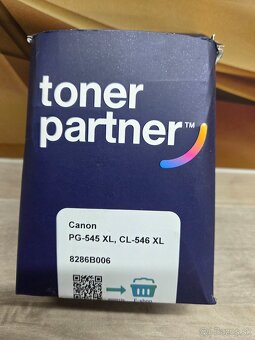 toner
partner™
Canon
PG-545 XL, CL-546 XL
8286B006